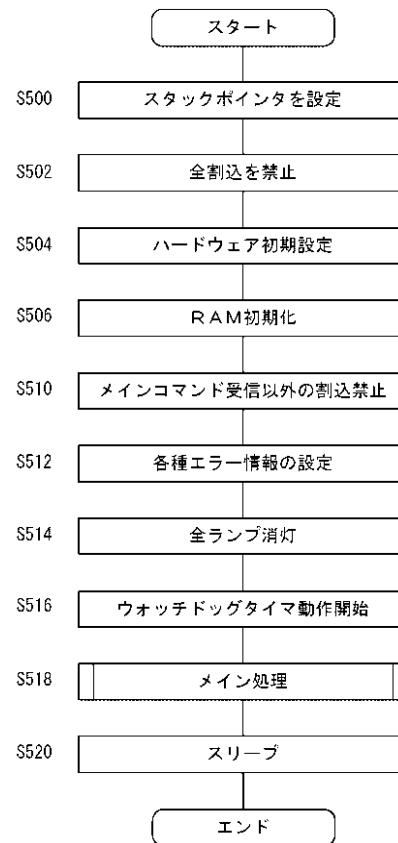 スタート
S500 スタックポインタを設定
S502 全割込を禁止
S504 ハードウェア初期設定
S506 RAM初期化
S510 メインコマンド受信以外の割込禁止
S512 各種エラー情報の設定
S514 全ランプ消灯
S516 ウォッチドッグタイマ動作開始
S518 メイン処理
S520 スリープ
エンド